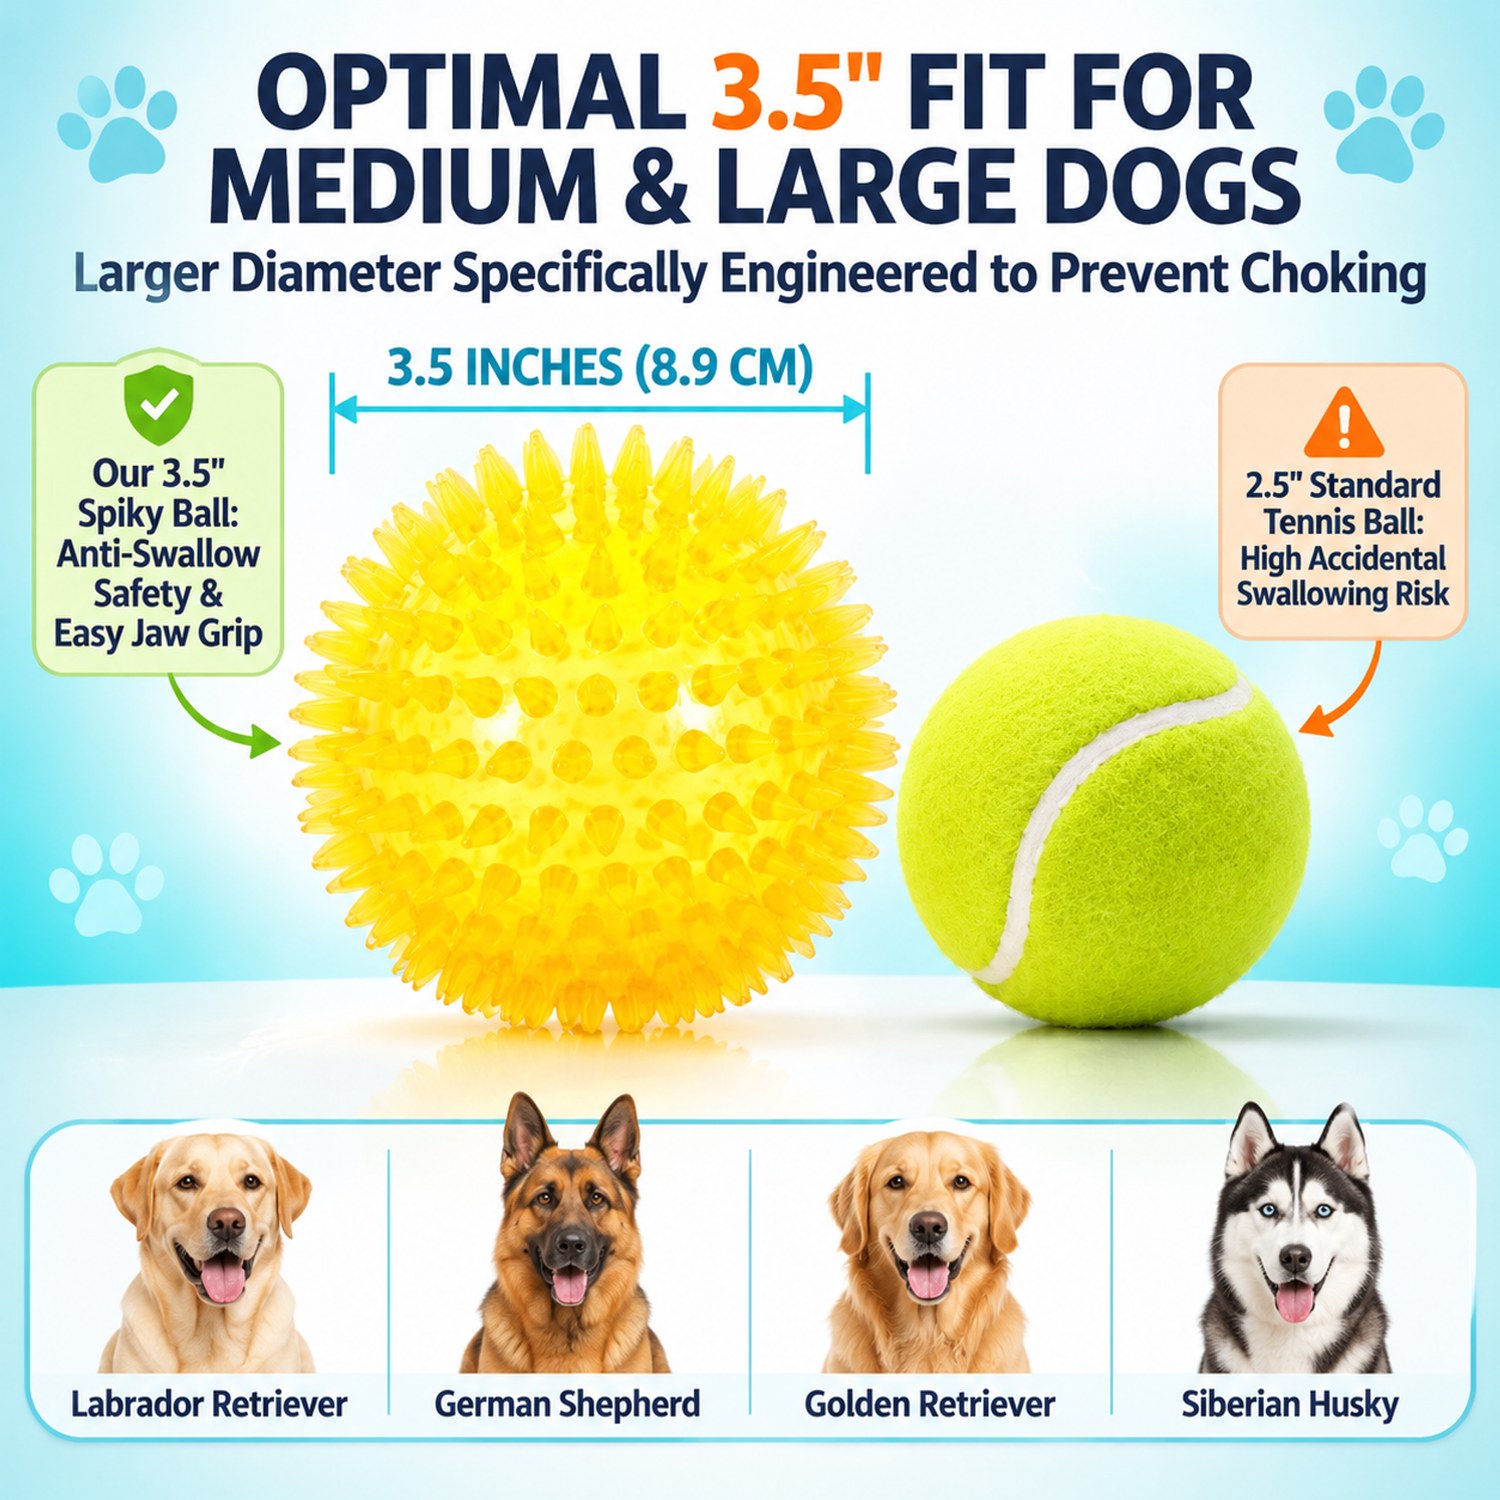 OPTIMAL 3.5" FIT FOR
MEDIUM & LARGE DOGS
Larger Diameter Specifically Engineered to Prevent Choking
3.5 INCHES (8.9 CM)
Our 3.5"
Spiky Ball:
Anti-Swallow
Safety &
Easy Jaw Grip
2.5" Standard
Tennis Ball:
High Accidental
Swallowing Risk
Labrador Retriever
German Shepherd
Golden Retriever
Siberian Husky